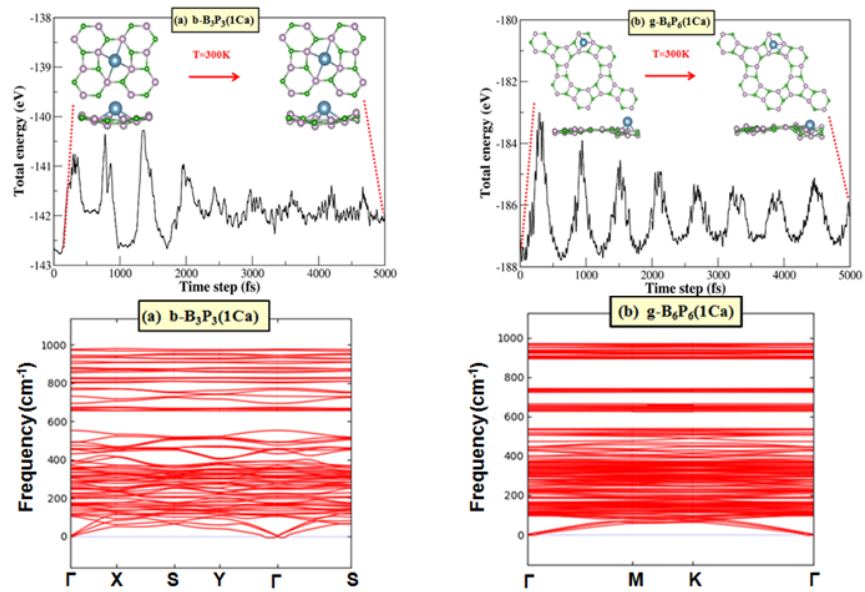 (a) b-B₃P₃(1Ca)
Total energy (eV)
-138
-139
-140
-141
-142
-143
T=300K
0 1000 2000 3000 4000 5000
Time step (fs)
(b) g-B₆P₆(1Ca)
Total energy (eV)
-180
-182
-183
-184
-186
-188
T=300K
0 1000 2000 3000 4000 5000
Time step (fs)
(a) b-B₃P₃(1Ca)
Frequency (cm⁻¹)
1000
800
600
400
200
0
Γ X S Y Γ S
(b) g-B₆P₆(1Ca)
Frequency (cm⁻¹)
1000
800
600
400
200
0
Γ M K Γ